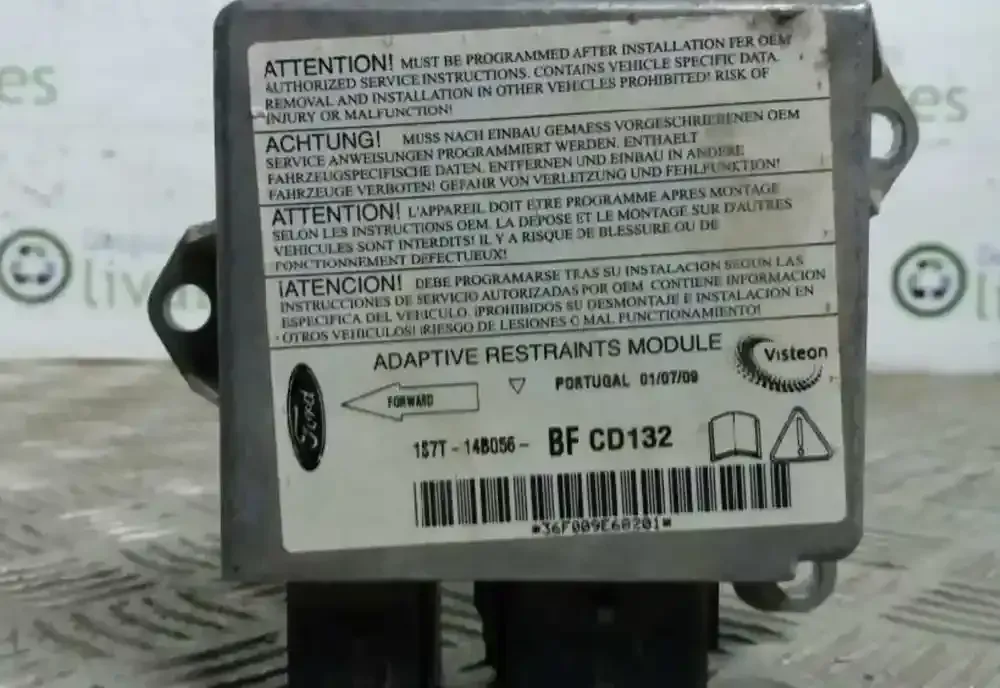 ATTENTION! MUST BE PROGRAMMED AFTER INSTALLATION PER OEM
AUTHORIZED SERVICE INSTRUCTIONS. CONTAINS VEHICLE SPECIFIC DATA.
REMOVAL AND INSTALLATION IN OTHER VEHICLES PROHIBITED! RISK OF
INJURY OR MALFUNCTION!
ACHTUNG! MUSS NACH EINBAU GEMAESS VORGESCHRIEBENEN OEM
SERVICE ANWEISUNGEN PROGRAMMIERT WERDEN. ENTHAELT
FAHRZEUGSPECIFISCHE DATEN. ENTFERNEN UND EINBAU IN ANDERE
FAHRZEUGE VERBOTEN! GEFAHR VON VERLETZUNG UND FEHLFUNKTION!
ATTENTION! L'APPAREIL DOIT ETRE PROGRAMME APRES MONTAGE
SELON LES INSTRUCTIONS OEM. LA DEPOSE ET LE MONTAGE SUR D'AUTRES
VEHICULES SONT INTERDITS! IL Y A RISQUE DE BLESSURE OU DE
FONCTIONNEMENT DEFECTUEUX!
¡ATENCION! DEBE PROGRAMARSE TRAS SU INSTALACIÓN SEGUN LAS
INSTRUCCIONES DE SERVICIO AUTORIZADAS POR OEM. CONTIENE INFORMACION
ESPECIFICA DEL VEHICULO. ¡PROHIBIDOS SU DESMONTAJE E INSTALACION EN
OTROS VEHICULOS! ¡RIESGO DE LESIONES O MAL FUNCIONAMIENTO!
ADAPTIVE RESTRAINTS MODULE
Visteon
Ford
FORWARD
PORTUGAL 01/07/09
1S7T-14B056- BF CD132
*36F009E60201*